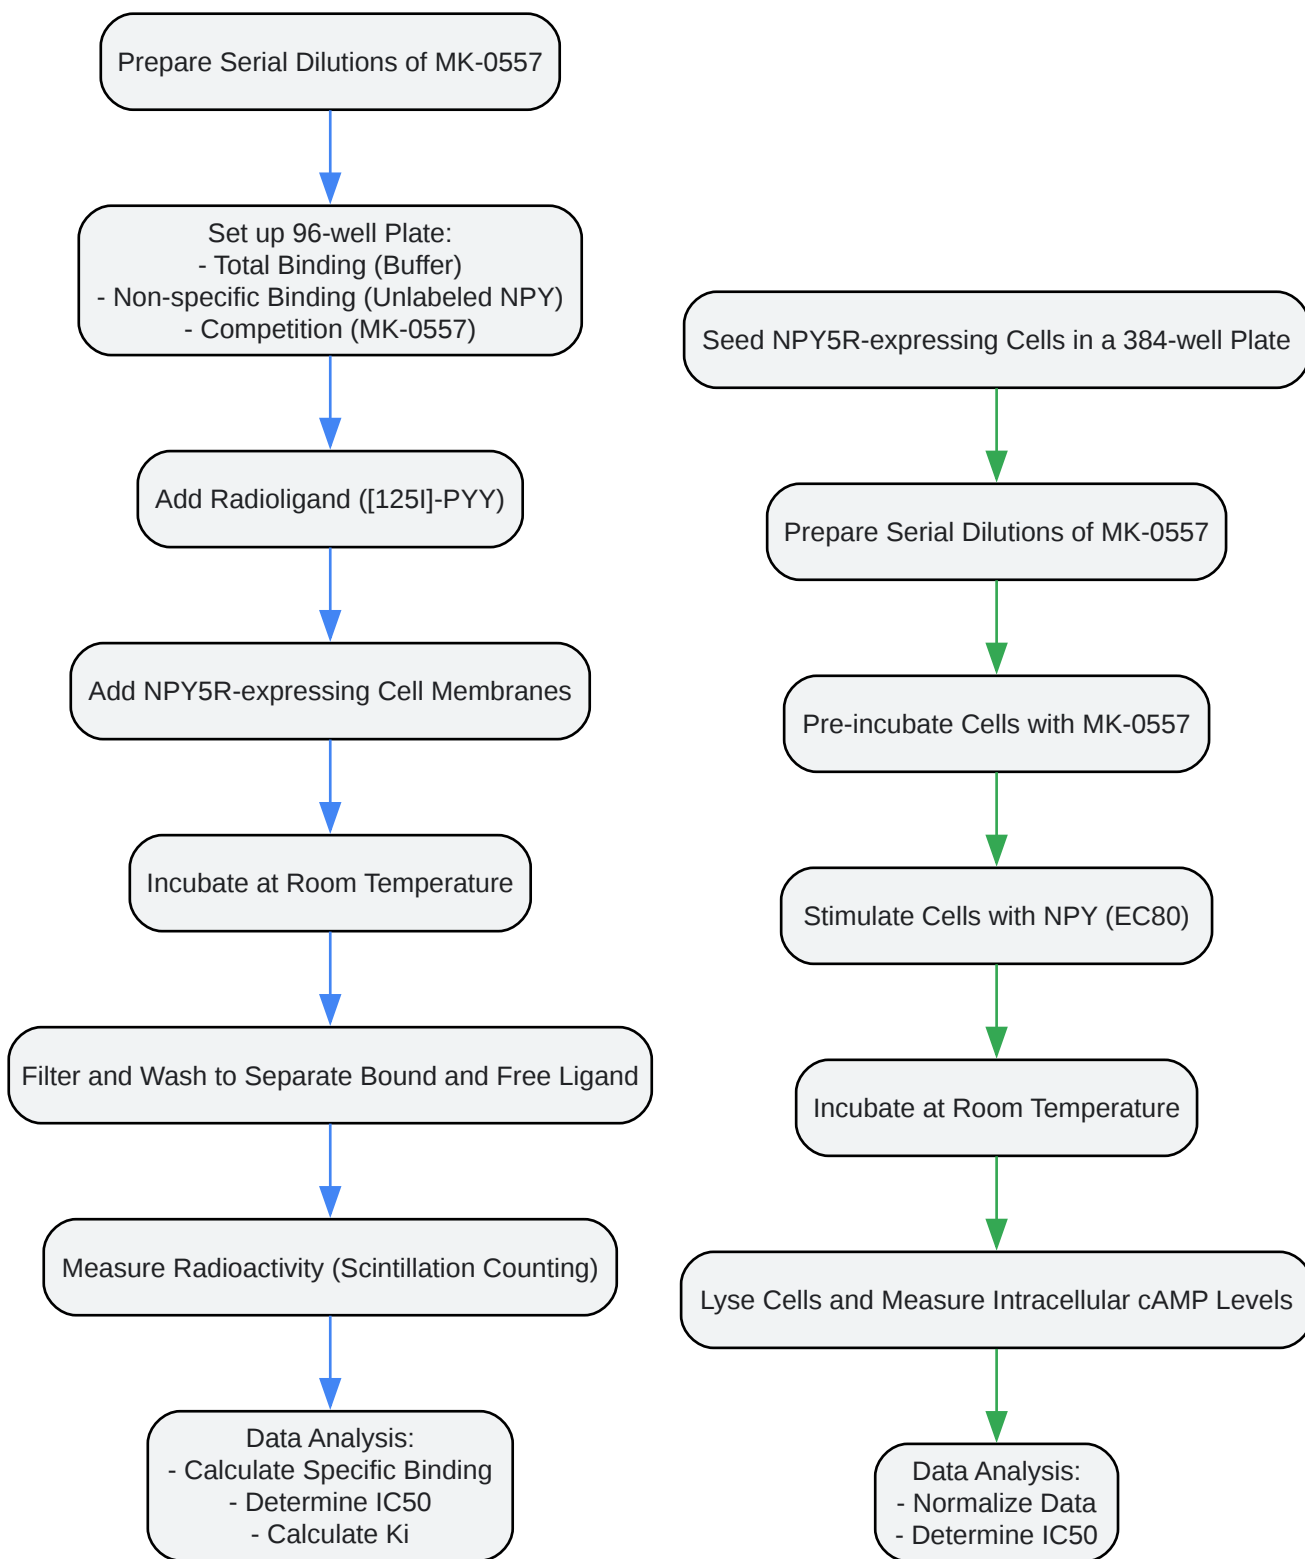 Prepare Serial Dilutions of MK-0557
Set up 96-well Plate:
- Total Binding (Buffer)
- Non-specific Binding (Unlabeled NPY)
- Competition (MK-0557)
Add Radioligand ([125I]-PYY)
Add NPY5R-expressing Cell Membranes
Incubate at Room Temperature
Filter and Wash to Separate Bound and Free Ligand
Measure Radioactivity (Scintillation Counting)
Data Analysis:
- Calculate Specific Binding
- Determine IC50
- Calculate Ki
Seed NPY5R-expressing Cells in a 384-well Plate
Prepare Serial Dilutions of MK-0557
Pre-incubate Cells with MK-0557
Stimulate Cells with NPY (EC80)
Incubate at Room Temperature
Lyse Cells and Measure Intracellular cAMP Levels
Data Analysis:
- Normalize Data
- Determine IC50